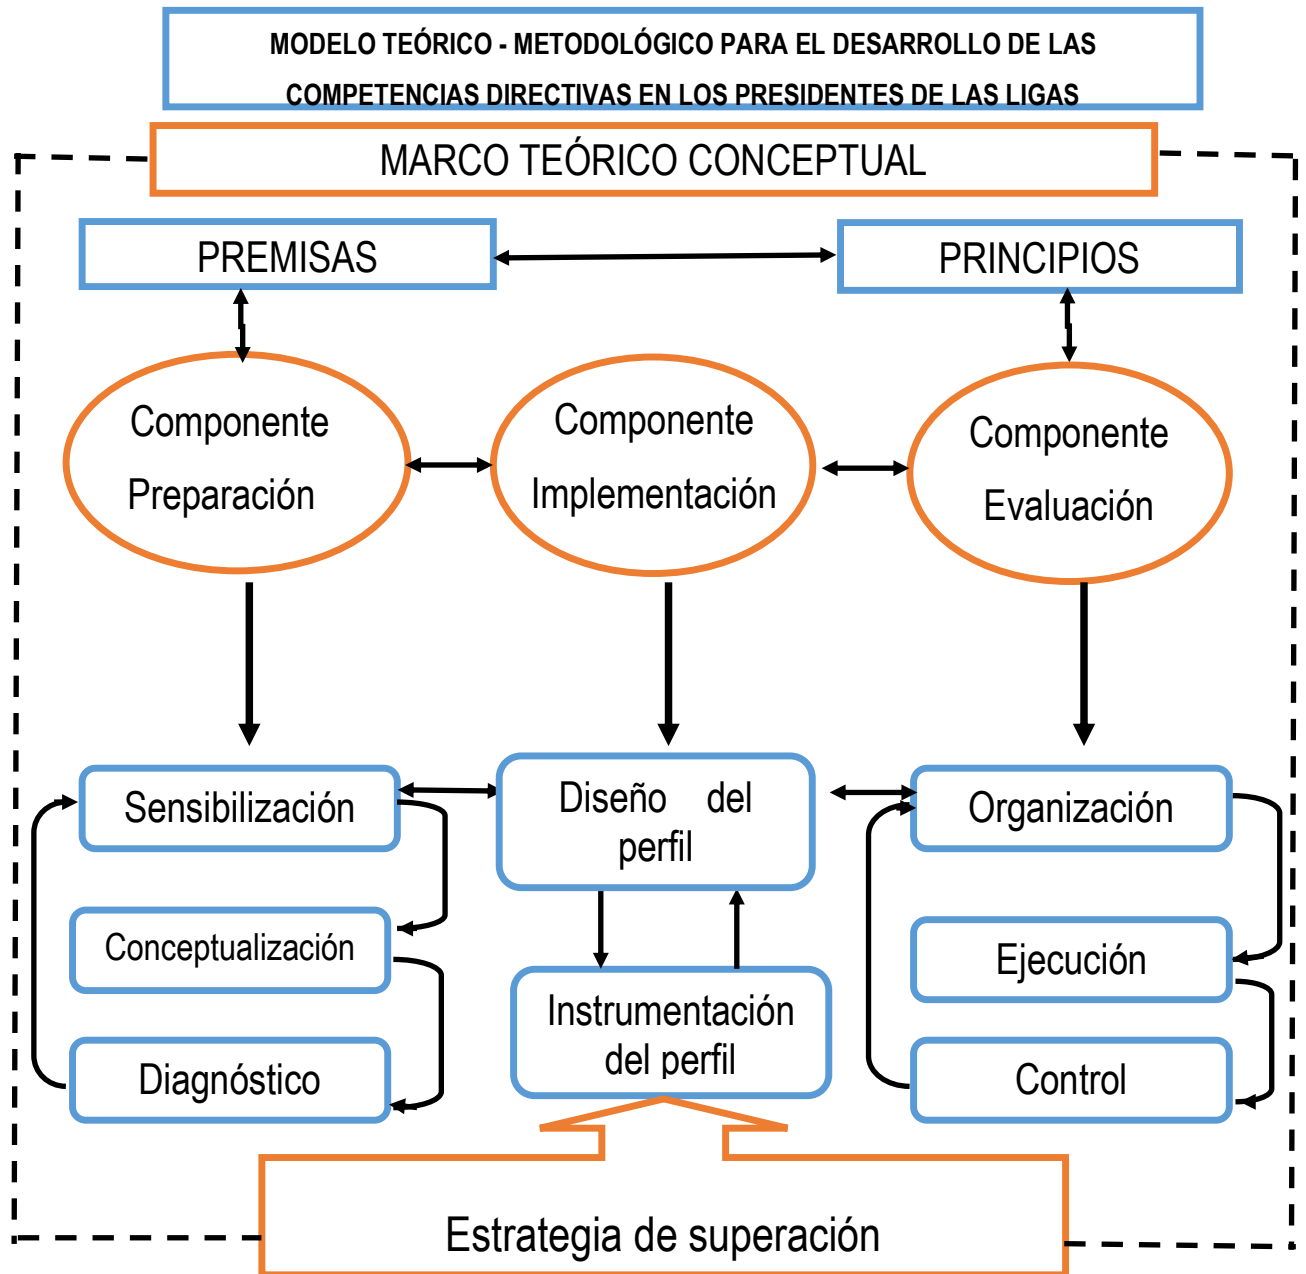 MODELO TEÓRICO - METODOLÓGICO PARA EL DESARROLLO DE LAS
COMPETENCIAS DIRECTIVAS EN LOS PRESIDENTES DE LAS LIGAS
MARCO TEÓRICO CONCEPTUAL
PREMISAS
PRINCIPIOS
Componente
Preparación
Componente
Implementación
Componente
Evaluación
Sensibilización
Diseño del
perfil
Organización
Conceptualización
Instrumentación
del perfil
Ejecución
Diagnóstico
Control
Estrategia de superación